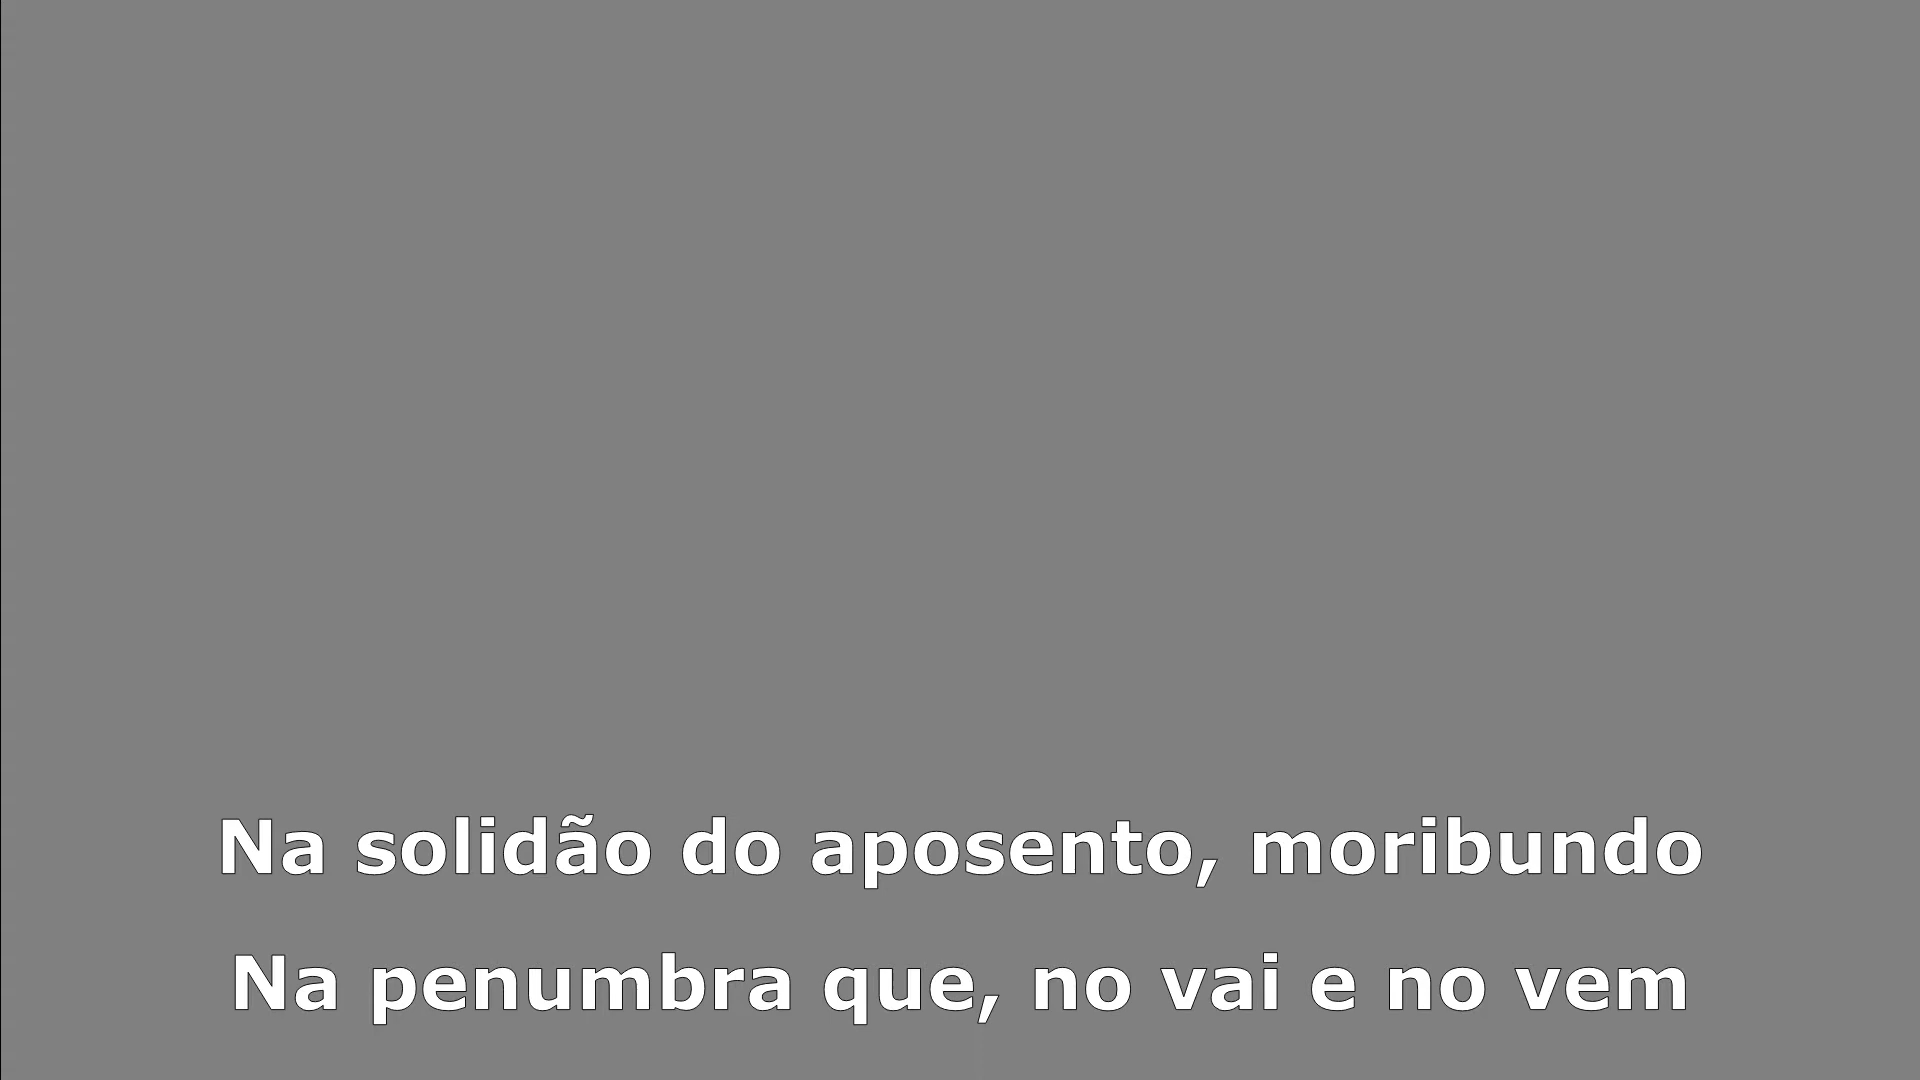 Na solidão do aposento, moribundo
Na penumbra que, no vai e no vem